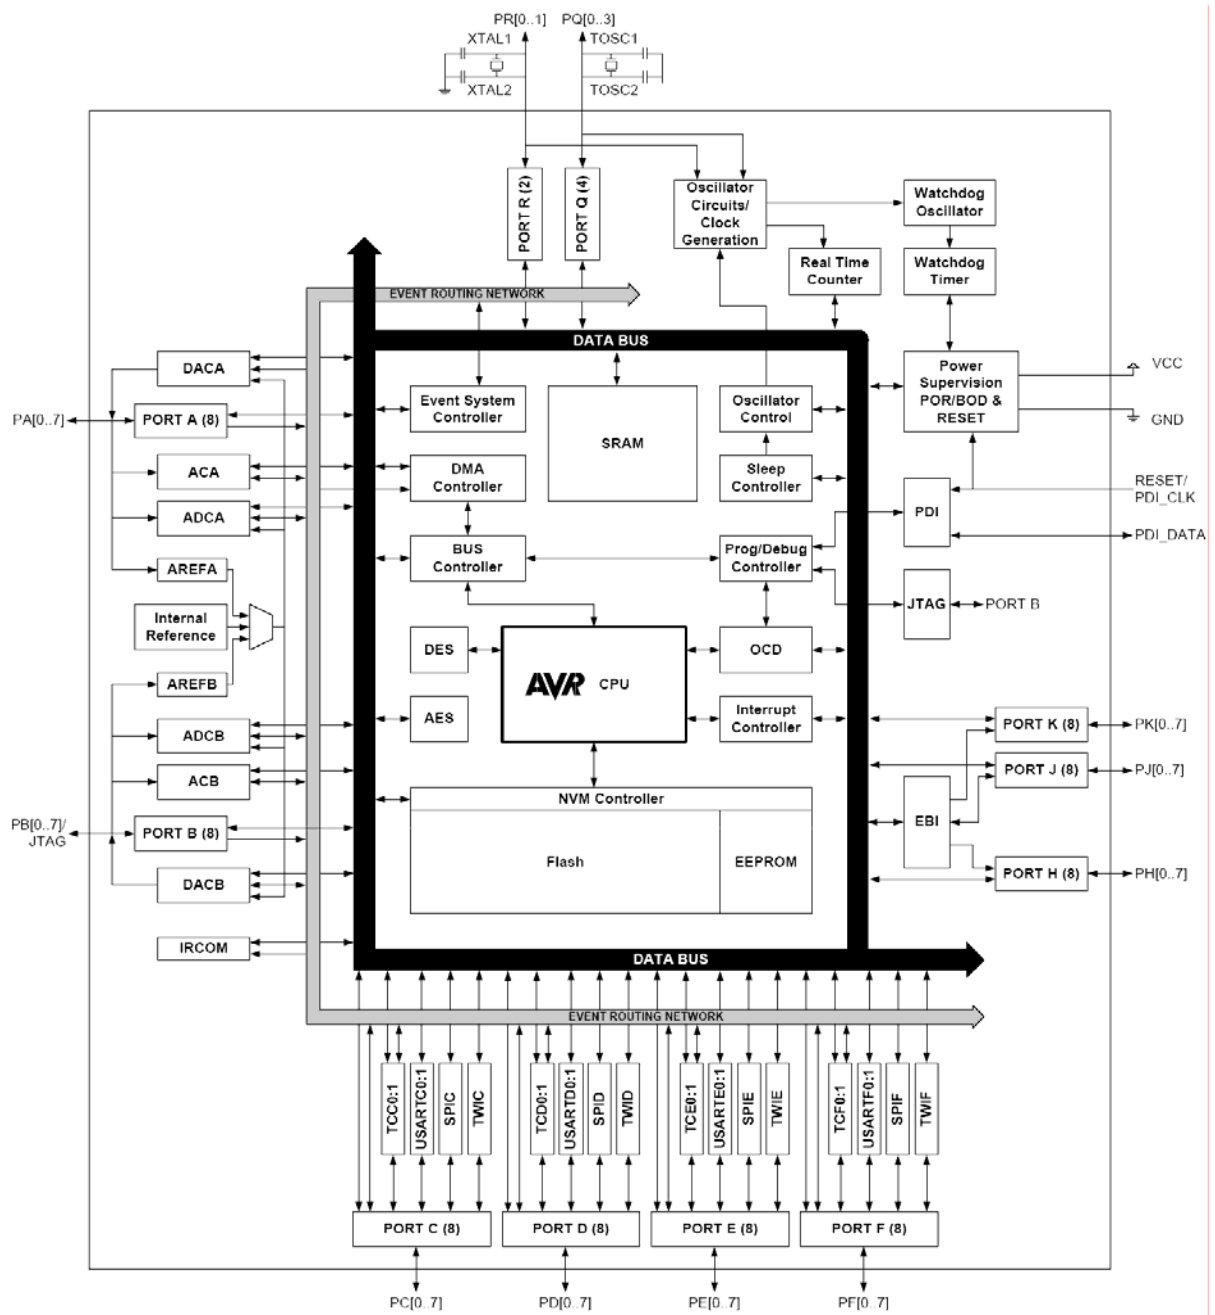 PR[0..1]
PQ[0..3]
XTAL1
TOSC1
XTAL2
TOSC2
PORT R (2)
PORT Q (4)
Oscillator
Circuits/
Clock
Generation
Watchdog
Oscillator
Real Time
Counter
Watchdog
Timer
EVENT ROUTING NETWORK
DATA BUS
DACA
PORT A (8)
PA[0..7]
ACA
ADCA
AREFA
Internal
Reference
AREFB
ADCB
ACB
PB[0..7]/
JTAG
PORT B (8)
DACB
IRCOM
Event System
Controller
SRAM
Oscillator
Control
DMA
Controller
Sleep
Controller
BUS
Controller
Prog/Debug
Controller
DES
AVR CPU
OCD
AES
Interrupt
Controller
NVM Controller
Flash
EEPROM
Power
Supervision
POR/BOD &
RESET
VCC
GND
RESET/
PDI_CLK
PDI
PDI_DATA
JTAG
PORT B
PORT K (8)
PK[0..7]
PORT J (8)
PJ[0..7]
EBI
PORT H (8)
PH[0..7]
DATA BUS
EVENT ROUTING NETWORK
TCC0:1
USARTC0:1
SPIC
TWIC
TCD0:1
USARTD0:1
SPID
TWID
TCE0:1
USARTE0:1
SPIE
TWIE
TCF0:1
USARTF0:1
SPIF
TWIF
PORT C (8)
PORT D (8)
PORT E (8)
PORT F (8)
PC[0..7]
PD[0..7]
PE[0..7]
PF[0..7]